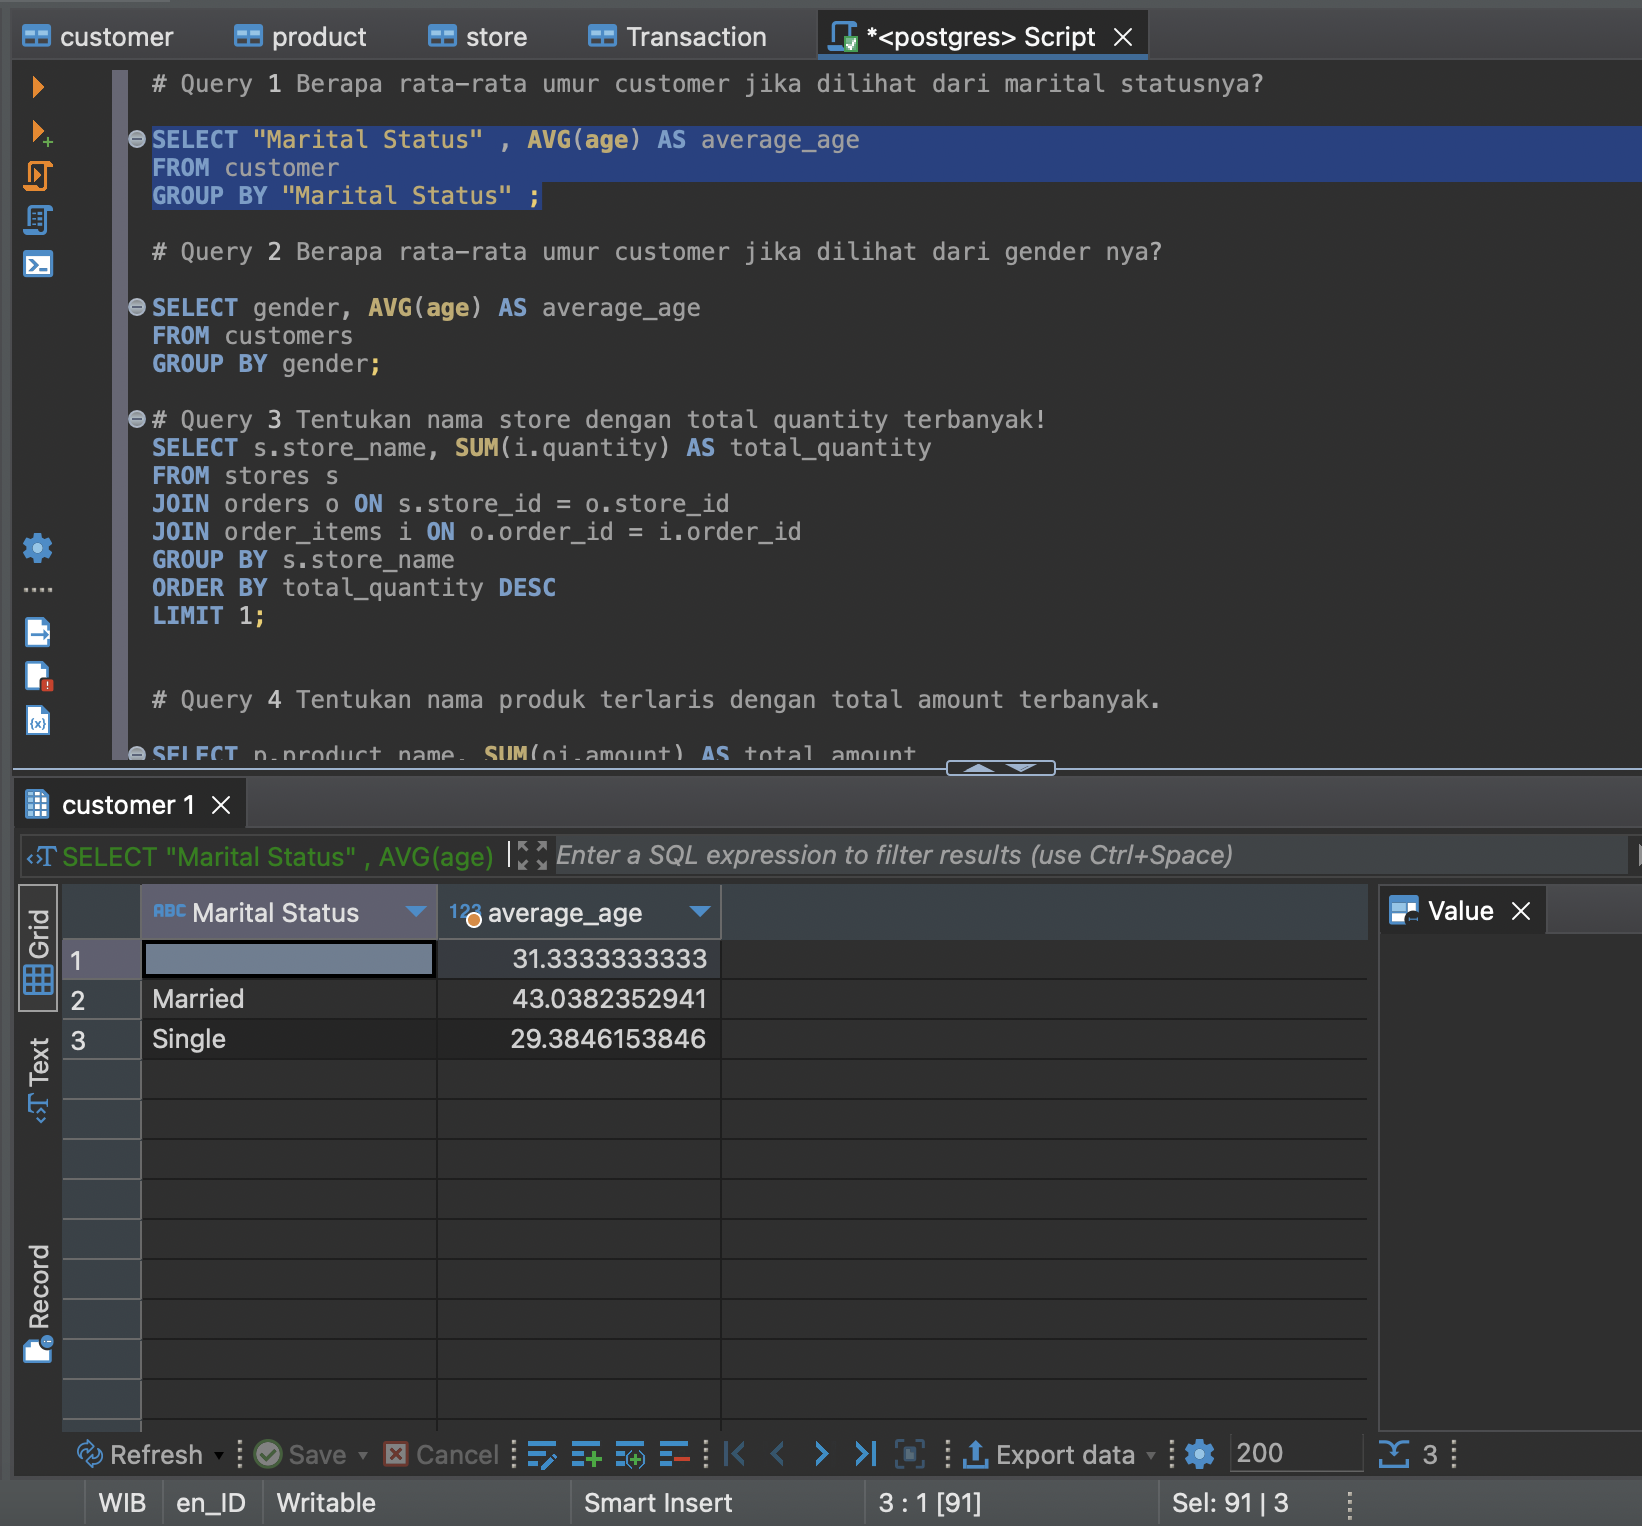 customer product store Transaction *<postgres> Script
# Query 1 Berapa rata-rata umur customer jika dilihat dari marital statusnya?
SELECT "Marital Status" , AVG(age) AS average_age
FROM customer
GROUP BY "Marital Status" ;
# Query 2 Berapa rata-rata umur customer jika dilihat dari gender nya?
SELECT gender, AVG(age) AS average_age
FROM customers
GROUP BY gender;
# Query 3 Tentukan nama store dengan total quantity terbanyak!
SELECT s.store_name, SUM(i.quantity) AS total_quantity
FROM stores s
JOIN orders o ON s.store_id = o.store_id
JOIN order_items i ON o.order_id = i.order_id
GROUP BY s.store_name
ORDER BY total_quantity DESC
LIMIT 1;
# Query 4 Tentukan nama produk terlaris dengan total amount terbanyak.
SELECT p.product_name, SUM(oi.amount) AS total_amount
customer 1
SELECT "Marital Status" , AVG(age) Enter a SQL expression to filter results (use Ctrl+Space)
Grid
Text
Record
ABC Marital Status 123 average_age
Value
1 31.3333333333
2 Married 43.0382352941
3 Single 29.3846153846
Refresh Save Cancel Export data 200 3
WIB en_ID Writable Smart Insert 3 : 1 [91] Sel: 91 | 3